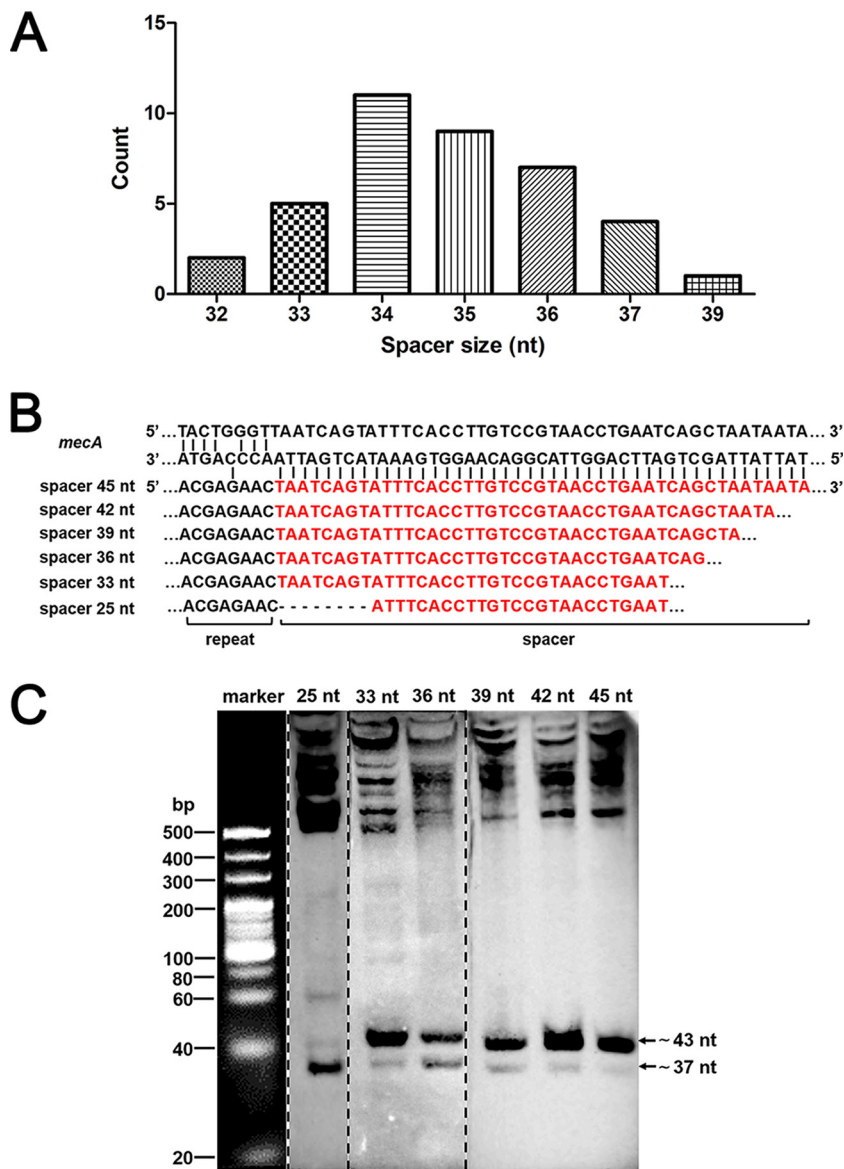 A
15
10
5
0
Count
32 33 34 35 36 37 39
Spacer size (nt)
B
mecA
5’ ...TACTGGGTTAATCAGTATTTCACCTTGTCCGTAACCTGAATCAGCTAATAATA... 3’
3’ ...ATGACCCAATTAGTCATAAAGTGGAACAGGCATTGGACTTAGTCGATTATTAT... 5’
spacer 45 nt 5’ ...ACGAGAACTAATCAGTATTTCACCTTGTCCGTAACCTGAATCAGCTAATAATA... 3’
spacer 42 nt ...ACGAGAACTAATCAGTATTTCACCTTGTCCGTAACCTGAATCAGCTAATA...
spacer 39 nt ...ACGAGAACTAATCAGTATTTCACCTTGTCCGTAACCTGAATCAGCTA...
spacer 36 nt ...ACGAGAACTAATCAGTATTTCACCTTGTCCGTAACCTGAATCAG...
spacer 33 nt ...ACGAGAACTAATCAGTATTTCACCTTGTCCGTAACCTGAAT...
spacer 25 nt ...ACGAGAAC- - - - - - - -ATTTCACCTTGTCCGTAACCTGAAT...
repeat spacer
C
marker 25 nt 33 nt 36 nt 39 nt 42 nt 45 nt
bp
500
400
300
200
100
80
60
40
20
~ 43 nt
~ 37 nt